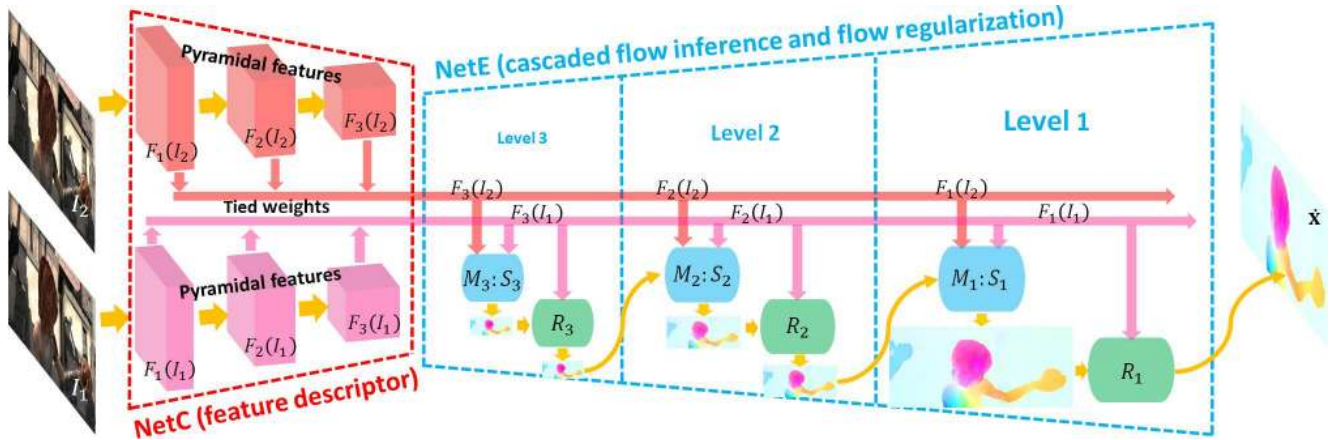 I₂
I₁
Pyramidal features
F₁(I₂)
F₂(I₂)
F₃(I₂)
Tied weights
Pyramidal features
F₁(I₁)
F₂(I₁)
F₃(I₁)
NetC (feature descriptor)
NetE (cascaded flow inference and flow regularization)
Level 3
F₃(I₂)
F₃(I₁)
M₃: S₃
R₃
Level 2
F₂(I₂)
F₂(I₁)
M₂: S₂
R₂
Level 1
F₁(I₂)
F₁(I₁)
M₁: S₁
R₁
ẋ